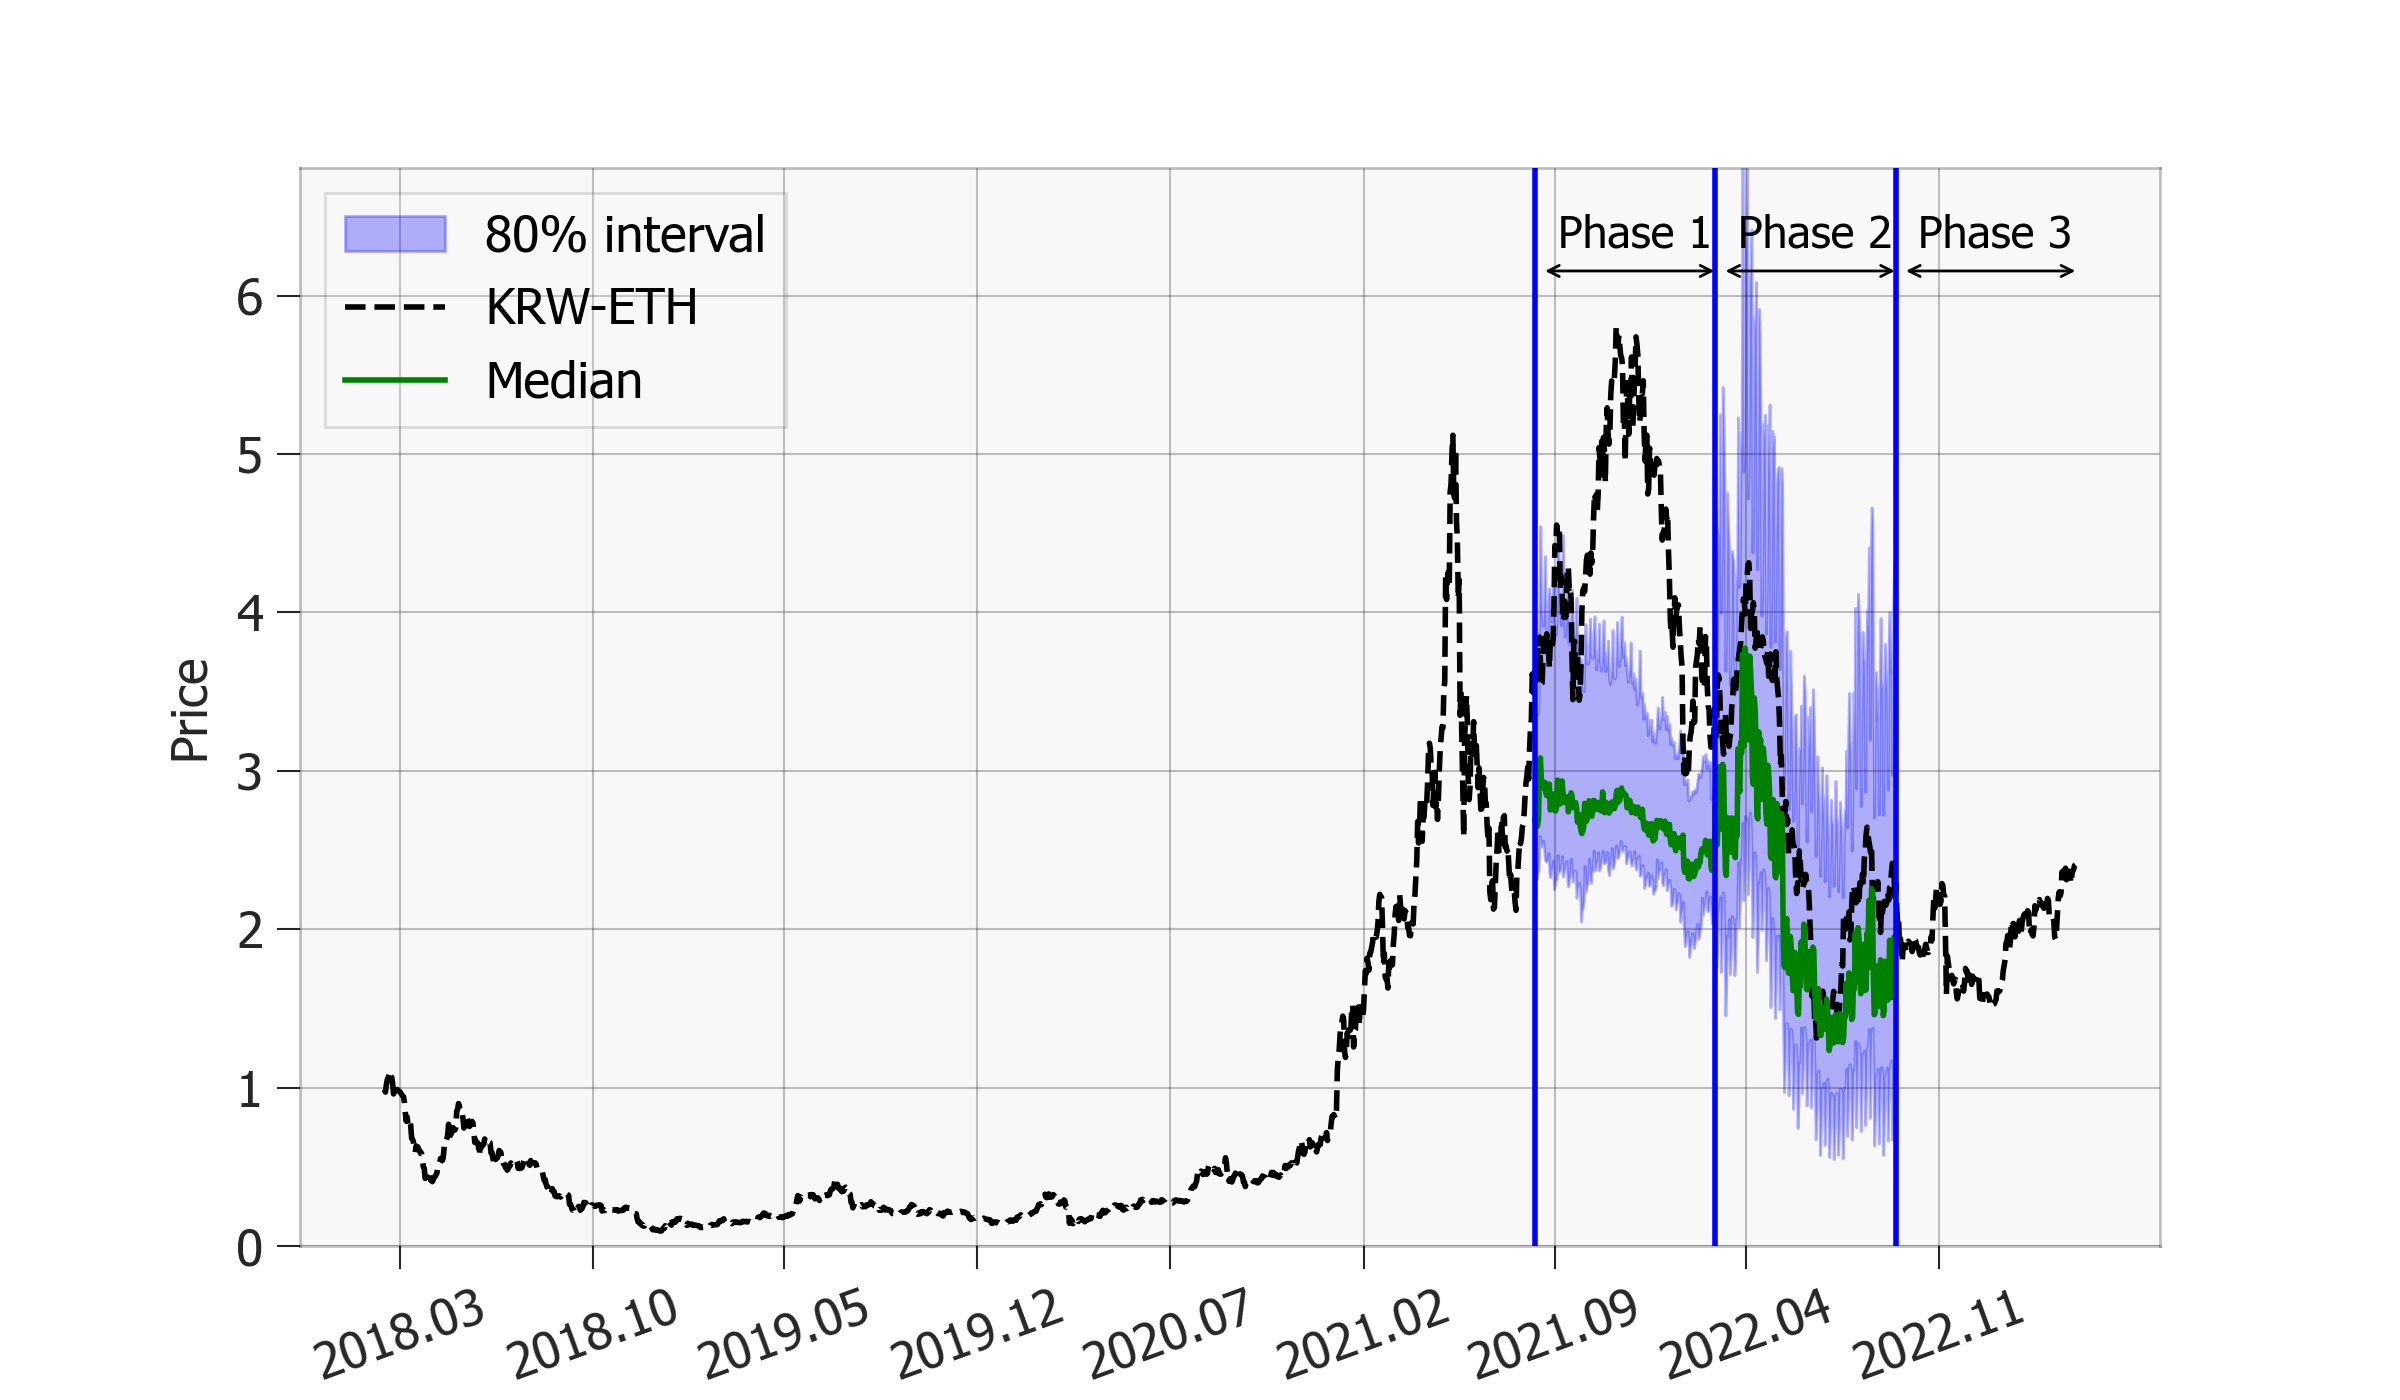 80% interval
KRW-ETH
Median
Phase 1
Phase 2
Phase 3
Price
6
5
4
3
2
1
0
2018.03
2018.10
2019.05
2019.12
2020.07
2021.02
2021.09
2022.04
2022.11